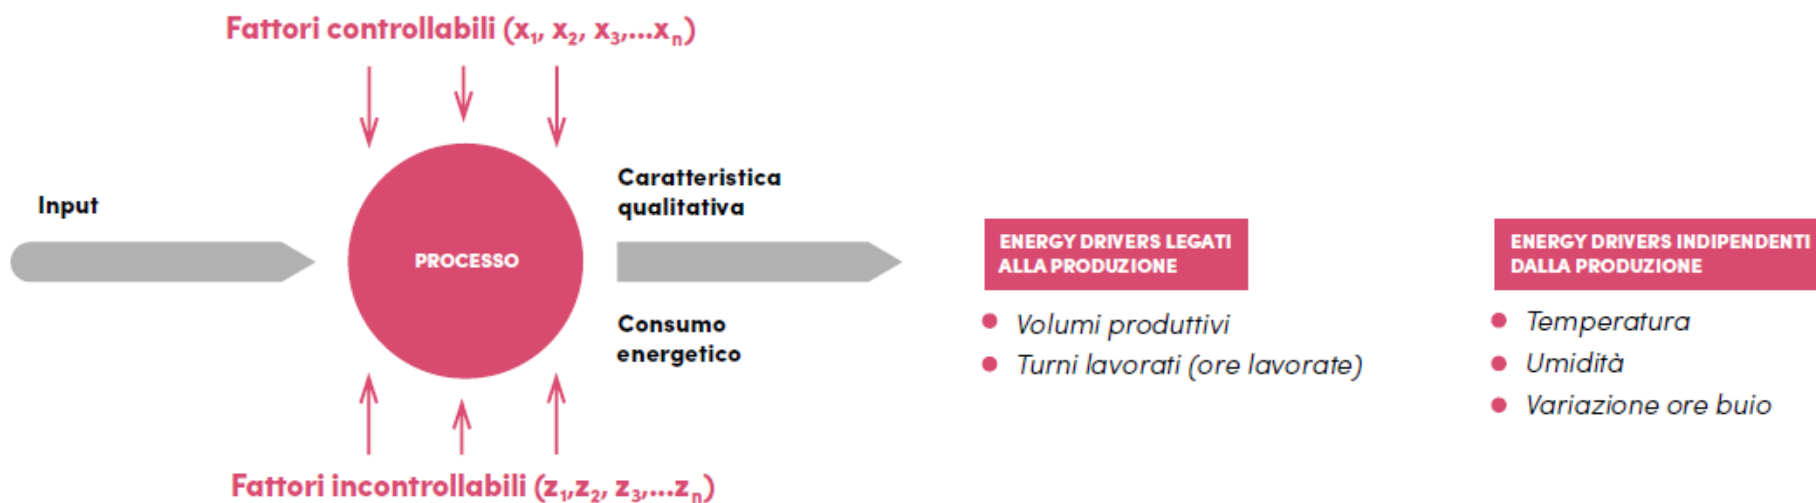 Fattori controllabili (x₁, x₂, x₃,...xₙ)
Input
PROCESSO
Caratteristica
qualitativa
Consumo
energetico
Fattori incontrollabili (z₁,z₂, z₃,...zₙ)
ENERGY DRIVERS LEGATI
ALLA PRODUZIONE
Volumi produttivi
Turni lavorati (ore lavorate)
ENERGY DRIVERS INDIPENDENTI
DALLA PRODUZIONE
Temperatura
Umidità
Variazione ore buio